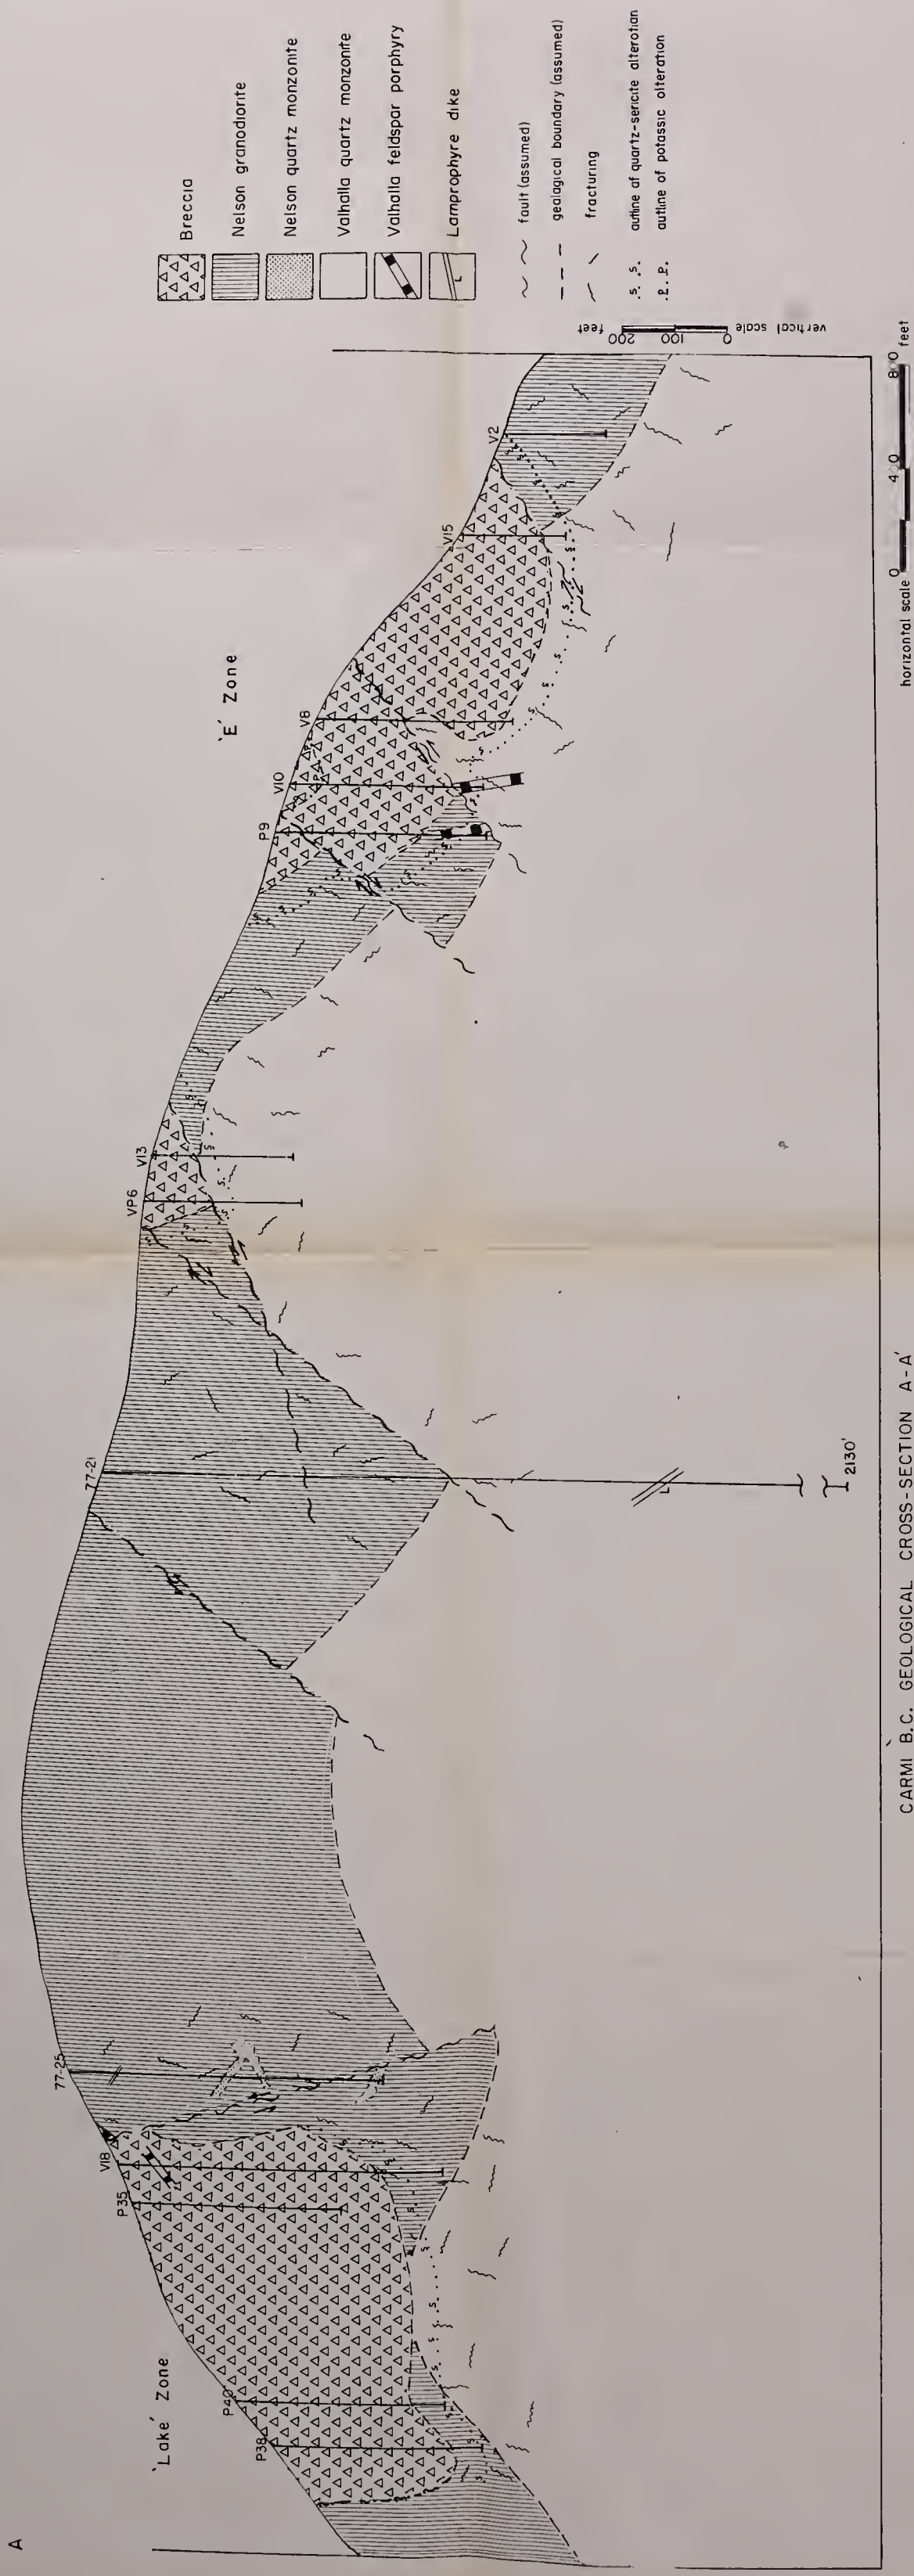 A
'Lake' Zone
'E' Zone
P38
P40
P35
V18
77-25
77-21
VP6
V13
P9
V10
V8
V15
V2
2130'
L
Breccia
Nelson granodiorite
Nelson quartz monzonite
Valhalla quartz monzonite
Valhalla feldspar porphyry
L
Lamprophyre dike
fault (assumed)
geological boundary (assumed)
fracturing
.s. .s. outline of quartz-sericite alteration
.P. .P. outline of potassic alteration
200
100
0
feet
vertical scale
horizontal scale
0
400
800
feet
CARMI B.C. GEOLOGICAL CROSS-SECTION A-A'